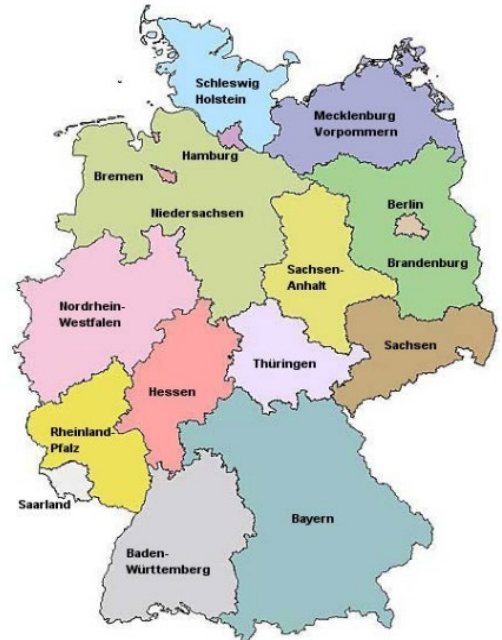 Schleswig
Holstein
Mecklenburg
Vorpommern
Hamburg
Bremen
Niedersachsen
Berlin
Brandenburg
Sachsen-
Anhalt
Nordrhein-
Westfalen
Sachsen
Thüringen
Hessen
Rheinland-
Pfalz
Saarland
Bayern
Baden-
Württemberg